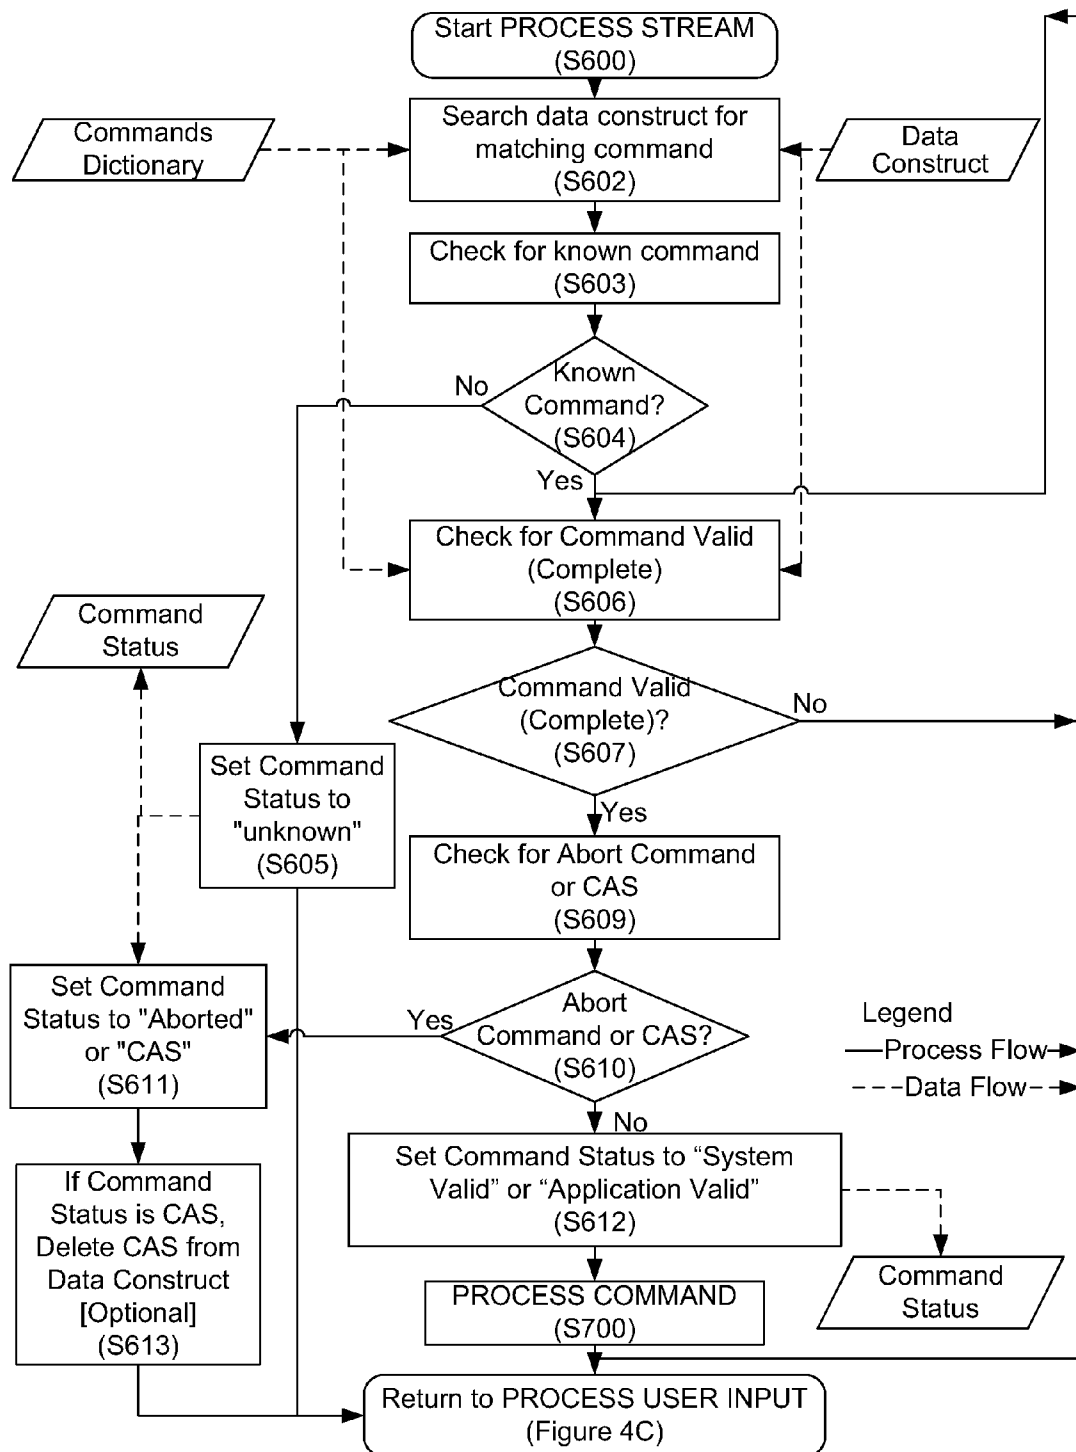 Start PROCESS STREAM
(S600)
Commands
Dictionary
Search data construct for
matching command
(S602)
Data
Construct
Check for known command
(S603)
No
Known
Command?
(S604)
Yes
Check for Command Valid
(Complete)
(S606)
Command
Status
Command Valid
(Complete)?
(S607)
No
Set Command
Status to
"unknown"
(S605)
Yes
Check for Abort Command
or CAS
(S609)
Set Command
Status to "Aborted"
or "CAS"
(S611)
Yes
Abort
Command or CAS?
(S610)
Legend
Process Flow
Data Flow
No
If Command
Status is CAS,
Delete CAS from
Data Construct
[Optional]
(S613)
Set Command Status to “System
Valid” or “Application Valid”
(S612)
Command
Status
PROCESS COMMAND
(S700)
Return to PROCESS USER INPUT
(Figure 4C)